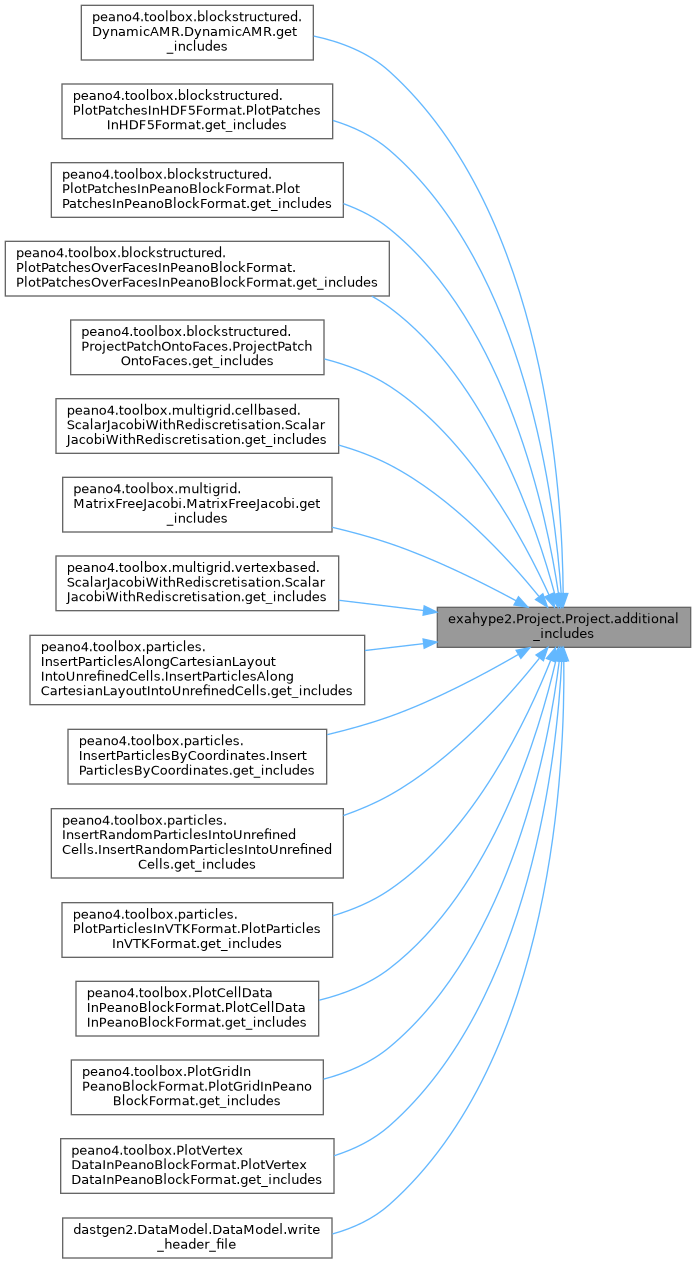 peano4.toolbox.blockstructured.
DynamicAMR.DynamicAMR.get
_includes
peano4.toolbox.blockstructured.
PlotPatchesInHDF5Format.PlotPatches
InHDF5Format.get_includes
peano4.toolbox.blockstructured.
PlotPatchesInPeanoBlockFormat.Plot
PatchesInPeanoBlockFormat.get_includes
peano4.toolbox.blockstructured.
PlotPatchesOverFacesInPeanoBlockFormat.
PlotPatchesOverFacesInPeanoBlockFormat.get_includes
peano4.toolbox.blockstructured.
ProjectPatchOntoFaces.ProjectPatch
OntoFaces.get_includes
peano4.toolbox.multigrid.cellbased.
ScalarJacobiWithRediscretisation.Scalar
JacobiWithRediscretisation.get_includes
peano4.toolbox.multigrid.
MatrixFreeJacobi.MatrixFreeJacobi.get
_includes
peano4.toolbox.multigrid.vertexbased.
ScalarJacobiWithRediscretisation.Scalar
JacobiWithRediscretisation.get_includes
exahype2.Project.Project.additional
_includes
peano4.toolbox.particles.
InsertParticlesAlongCartesianLayout
IntoUnrefinedCells.InsertParticlesAlong
CartesianLayoutIntoUnrefinedCells.get_includes
peano4.toolbox.particles.
InsertParticlesByCoordinates.Insert
ParticlesByCoordinates.get_includes
peano4.toolbox.particles.
InsertRandomParticlesIntoUnrefined
Cells.InsertRandomParticlesIntoUnrefined
Cells.get_includes
peano4.toolbox.particles.
PlotParticlesInVTKFormat.PlotParticles
InVTKFormat.get_includes
peano4.toolbox.PlotCellData
InPeanoBlockFormat.PlotCellData
InPeanoBlockFormat.get_includes
peano4.toolbox.PlotGridIn
PeanoBlockFormat.PlotGridInPeano
BlockFormat.get_includes
peano4.toolbox.PlotVertex
DataInPeanoBlockFormat.PlotVertex
DataInPeanoBlockFormat.get_includes
dastgen2.DataModel.DataModel.write
_header_file